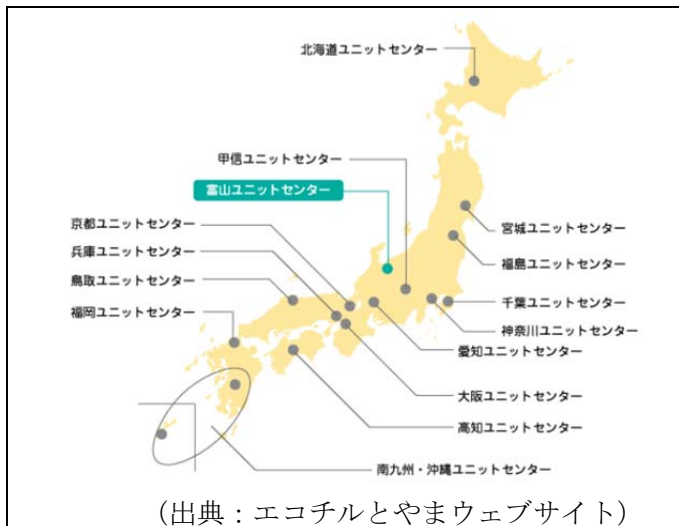 北海道ユニットセンター
甲信ユニットセンター
富山ユニットセンター
京都ユニットセンター
兵庫ユニットセンター
鳥取ユニットセンター
福岡ユニットセンター
宮城ユニットセンター
福島ユニットセンター
千葉ユニットセンター
神奈川ユニットセンター
愛知ユニットセンター
大阪ユニットセンター
高知ユニットセンター
南九州・沖縄ユニットセンター
（出典：エコチルとやまウェブサイト）